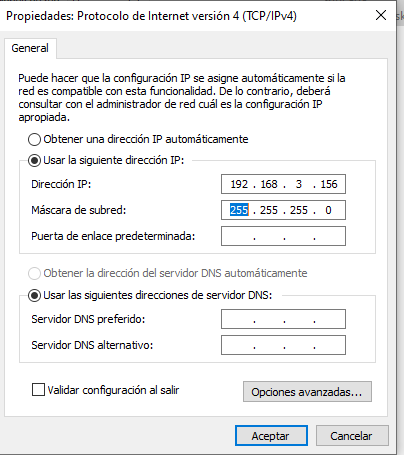 Propiedades: Protocolo de Internet versión 4 (TCP/IPv4)
General
Puede hacer que la configuración IP se asigne automáticamente si la
red es compatible con esta funcionalidad. De lo contrario, deberá
consultar con el administrador de red cuál es la configuración IP
apropiada.
Obtener una dirección IP automáticamente
Usar la siguiente dirección IP:
Dirección IP: 192 . 168 . 3 . 156
Máscara de subred: 255 . 255 . 255 . 0
Puerta de enlace predeterminada: . . .
Obtener la dirección del servidor DNS automáticamente
Usar las siguientes direcciones de servidor DNS:
Servidor DNS preferido: . . .
Servidor DNS alternativo: . . .
Validar configuración al salir
Opciones avanzadas...
Aceptar Cancelar